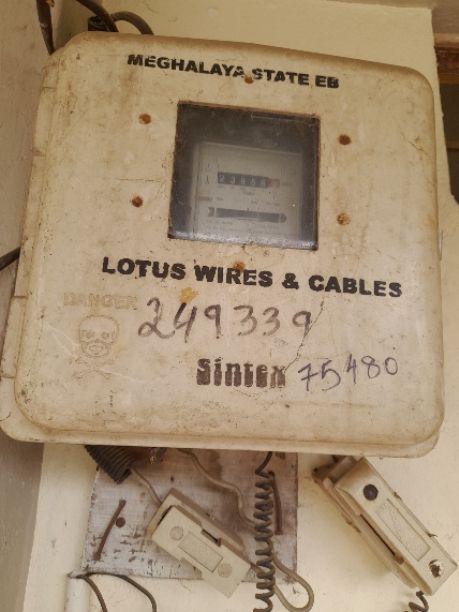 MEGHALAYA STATE EB
LOTUS WIRES & CABLES
DANGER
249339
Sintex
75480